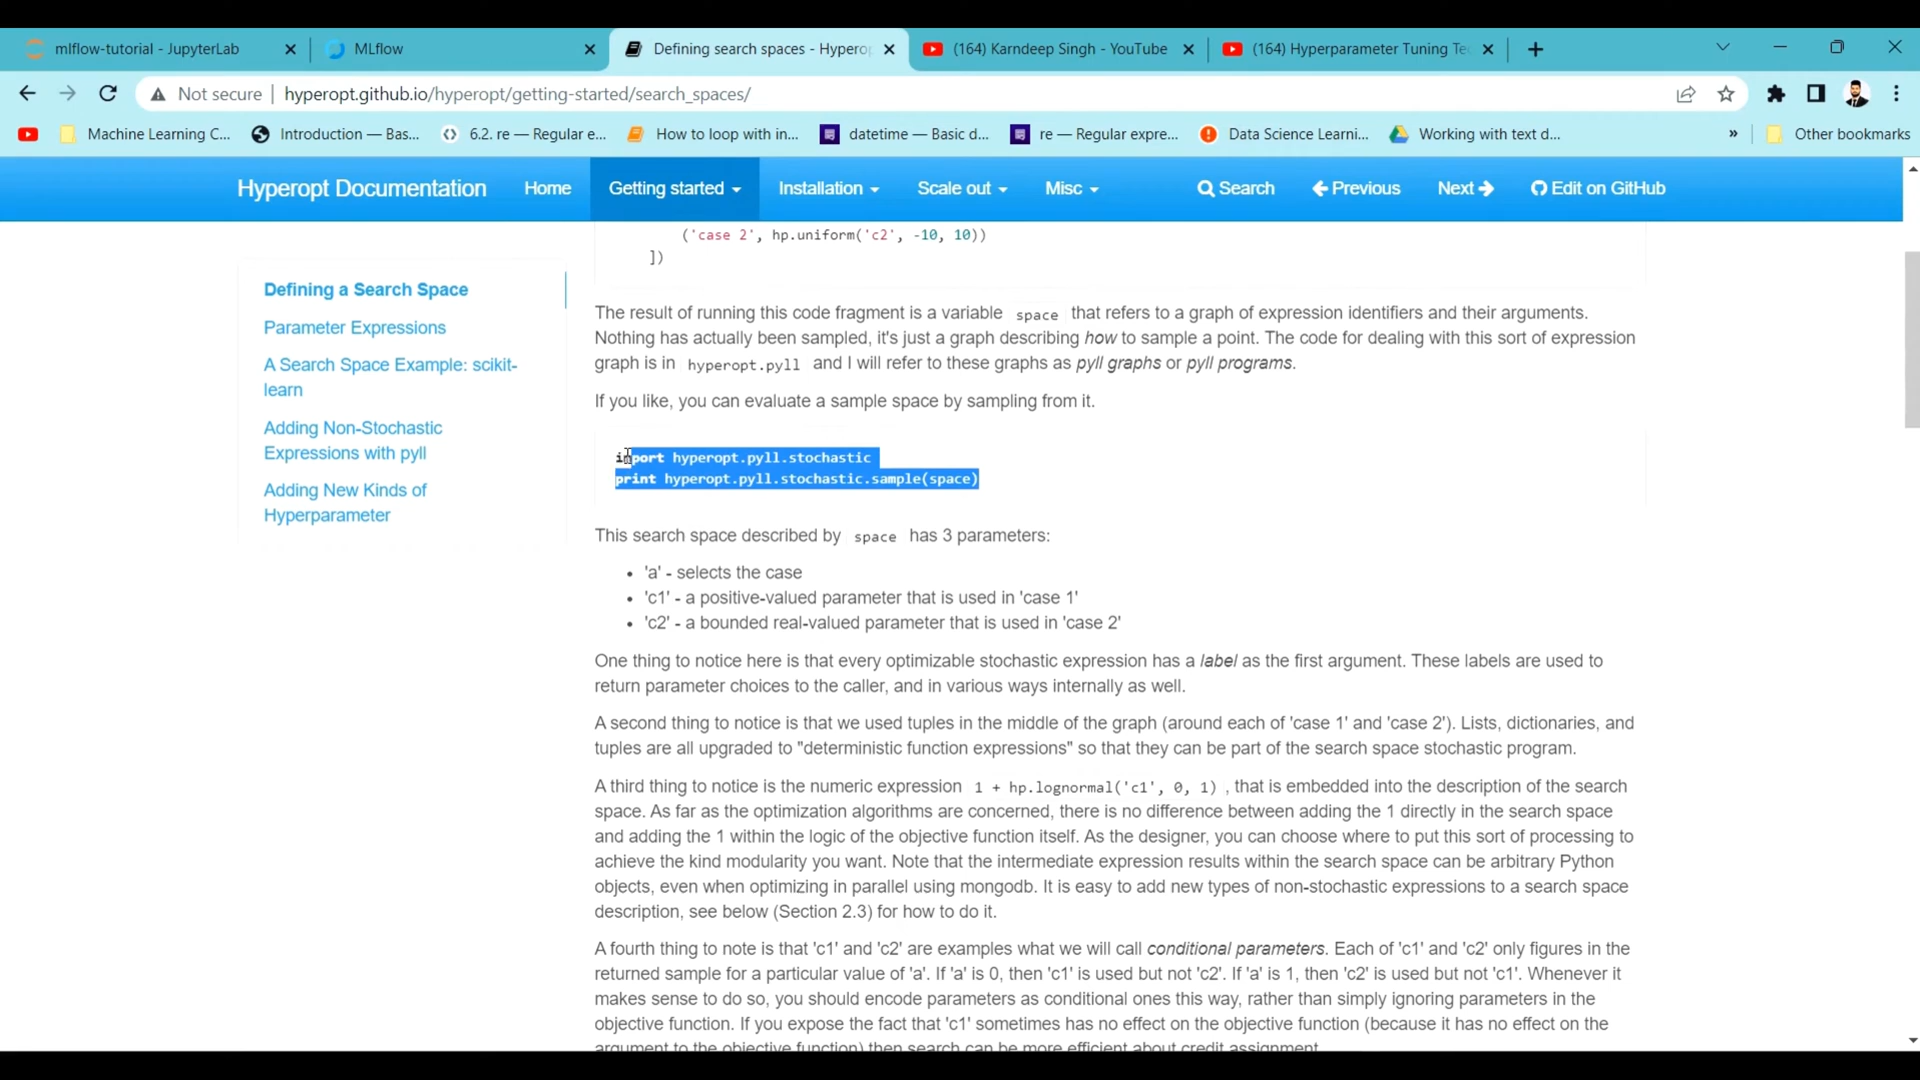 mlflow-tutorial - JupyterLab
MLflow
Defining search spaces - Hyperop
(164) Karndeep Singh - YouTube
(164) Hyperparameter Tuning Te
Not secure
hyperopt.github.io/hyperopt/getting-started/search_spaces/
Machine Learning C...
Introduction — Bas...
6.2. re — Regular e...
How to loop with in...
datetime — Basic d...
re — Regular expre...
Data Science Learni...
Working with text d...
»
Other bookmarks
Hyperopt Documentation
Home
Getting started
Installation
Scale out
Misc
Search
Previous
Next
Edit on GitHub
Defining a Search Space
Parameter Expressions
A Search Space Example: scikit-
learn
Adding Non-Stochastic
Expressions with pyll
Adding New Kinds of
Hyperparameter
('case 2', hp.uniform('c2', -10, 10))
])
The result of running this code fragment is a variable space that refers to a graph of expression identifiers and their arguments.
Nothing has actually been sampled, it's just a graph describing how to sample a point. The code for dealing with this sort of expression
graph is in hyperopt.pyll and I will refer to these graphs as pyll graphs or pyll programs.
If you like, you can evaluate a sample space by sampling from it.
import hyperopt.pyll.stochastic
print hyperopt.pyll.stochastic.sample(space)
This search space described by space has 3 parameters:
• 'a' - selects the case
• 'c1' - a positive-valued parameter that is used in 'case 1'
• 'c2' - a bounded real-valued parameter that is used in 'case 2'
One thing to notice here is that every optimizable stochastic expression has a label as the first argument. These labels are used to
return parameter choices to the caller, and in various ways internally as well.
A second thing to notice is that we used tuples in the middle of the graph (around each of 'case 1' and 'case 2'). Lists, dictionaries, and
tuples are all upgraded to "deterministic function expressions" so that they can be part of the search space stochastic program.
A third thing to notice is the numeric expression 1 + hp.lognormal('c1', 0, 1) , that is embedded into the description of the search
space. As far as the optimization algorithms are concerned, there is no difference between adding the 1 directly in the search space
and adding the 1 within the logic of the objective function itself. As the designer, you can choose where to put this sort of processing to
achieve the kind modularity you want. Note that the intermediate expression results within the search space can be arbitrary Python
objects, even when optimizing in parallel using mongodb. It is easy to add new types of non-stochastic expressions to a search space
description, see below (Section 2.3) for how to do it.
A fourth thing to note is that 'c1' and 'c2' are examples what we will call conditional parameters. Each of 'c1' and 'c2' only figures in the
returned sample for a particular value of 'a'. If 'a' is 0, then 'c1' is used but not 'c2'. If 'a' is 1, then 'c2' is used but not 'c1'. Whenever it
makes sense to do so, you should encode parameters as conditional ones this way, rather than simply ignoring parameters in the
objective function. If you expose the fact that 'c1' sometimes has no effect on the objective function (because it has no effect on the
argument to the objective function) then search can be more efficient about credit assignment.